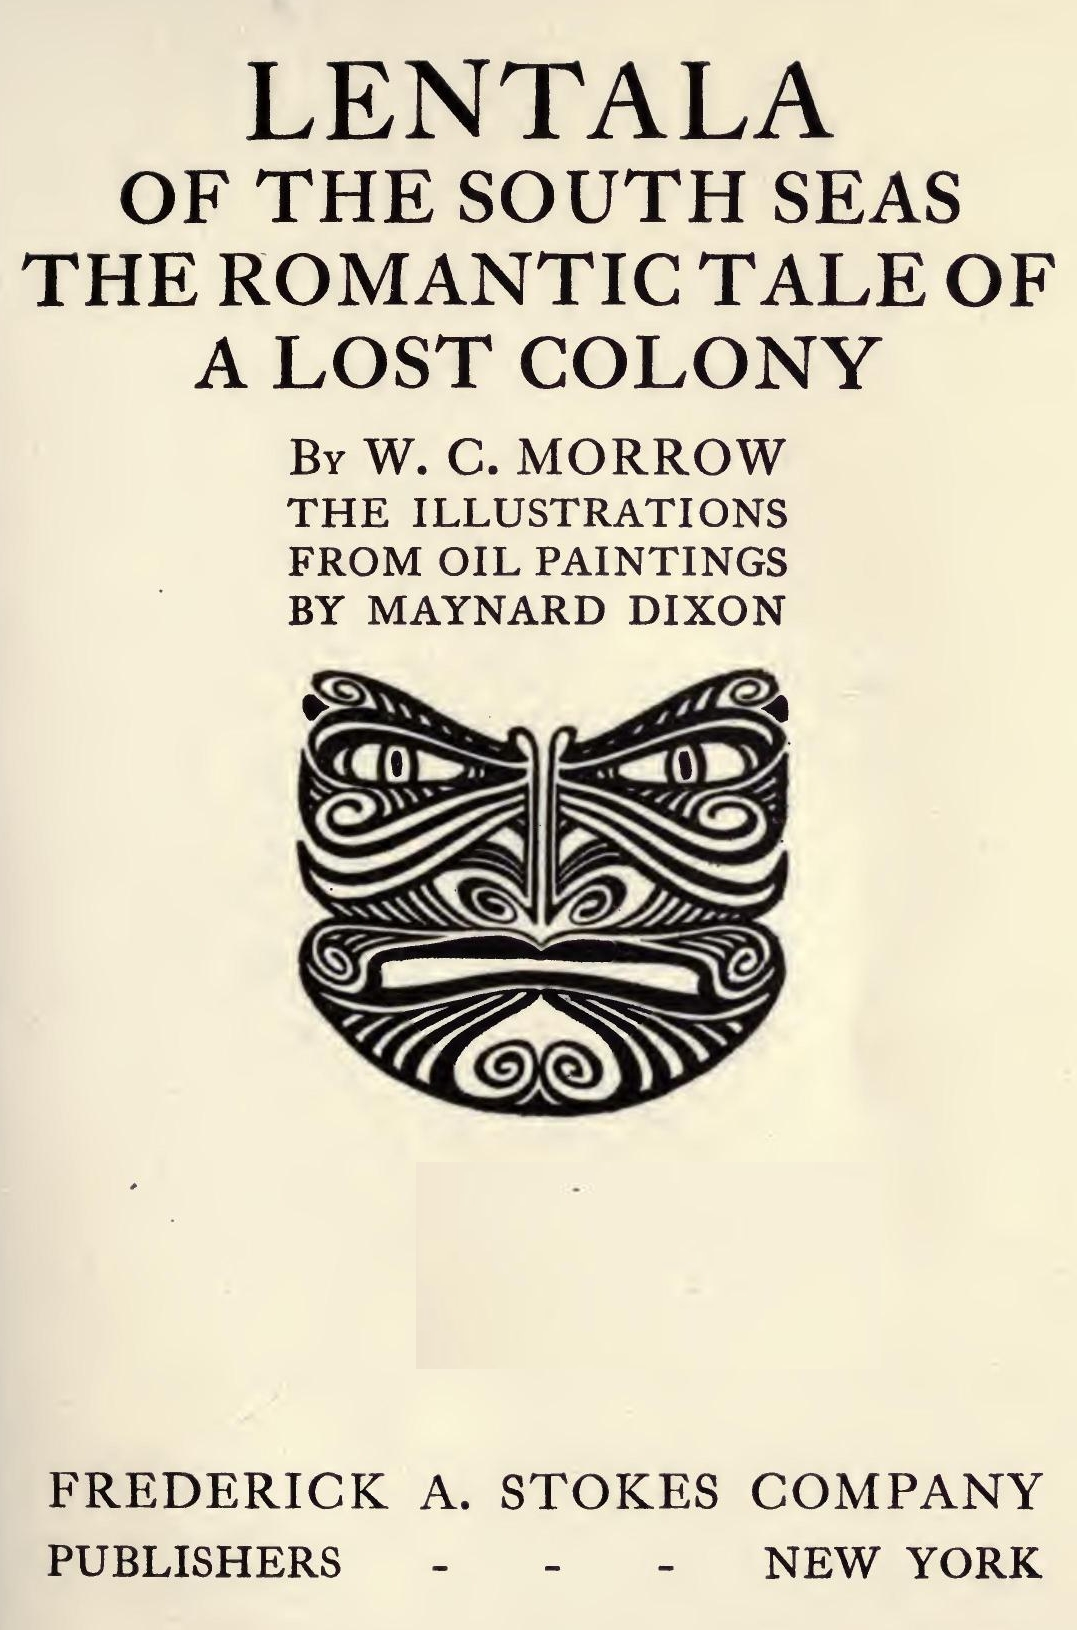 LENTALA
OF THE SOUTH SEAS
THE ROMANTIC TALE OF
A LOST COLONY
By W. C. MORROW
THE ILLUSTRATIONS
FROM OIL PAINTINGS
BY MAYNARD DIXON
FREDERICK A. STOKES COMPANY
PUBLISHERS - - - NEW YORK